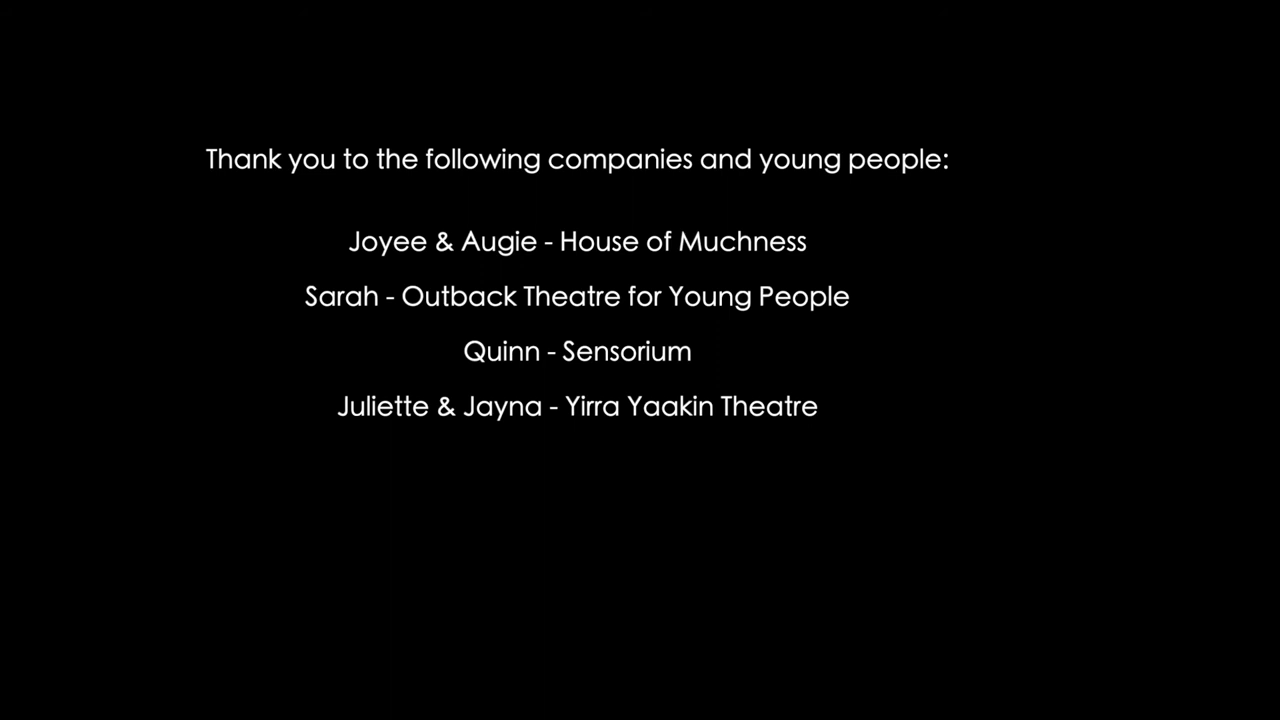 Thank you to the following companies and young people:
Joyee & Augie - House of Muchness
Sarah - Outback Theatre for Young People
Quinn - Sensorium
Juliette & Jayna - Yirra Yaakin Theatre